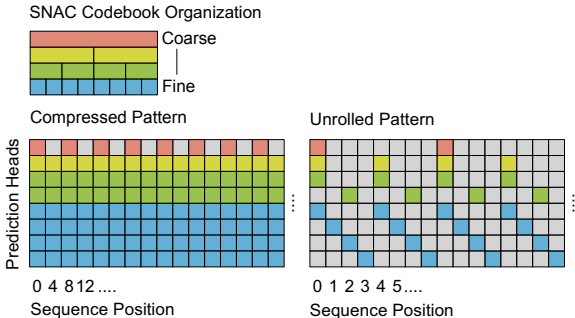 SNAC Codebook Organization
Coarse
Fine
Compressed Pattern
Unrolled Pattern
Prediction Heads
....
....
0 4 8 12 ....
0 1 2 3 4 5....
Sequence Position
Sequence Position